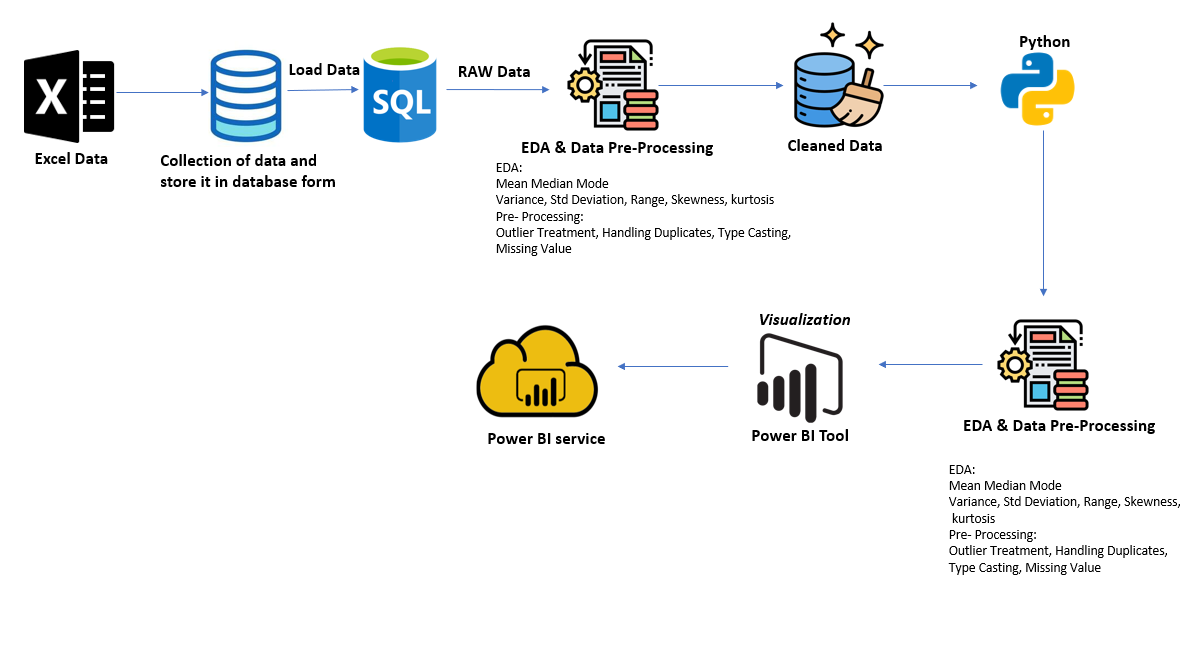 Python
Load Data
RAW Data
X
SQL
Excel Data
Collection of data and
store it in database form
EDA & Data Pre-Processing
Cleaned Data
EDA:
Mean Median Mode
Variance, Std Deviation, Range, Skewness, kurtosis
Pre- Processing:
Outlier Treatment, Handling Duplicates, Type Casting,
Missing Value
Visualization
Power BI service
Power BI Tool
EDA & Data Pre-Processing
EDA:
Mean Median Mode
Variance, Std Deviation, Range, Skewness,
kurtosis
Pre- Processing:
Outlier Treatment, Handling Duplicates,
Type Casting, Missing Value